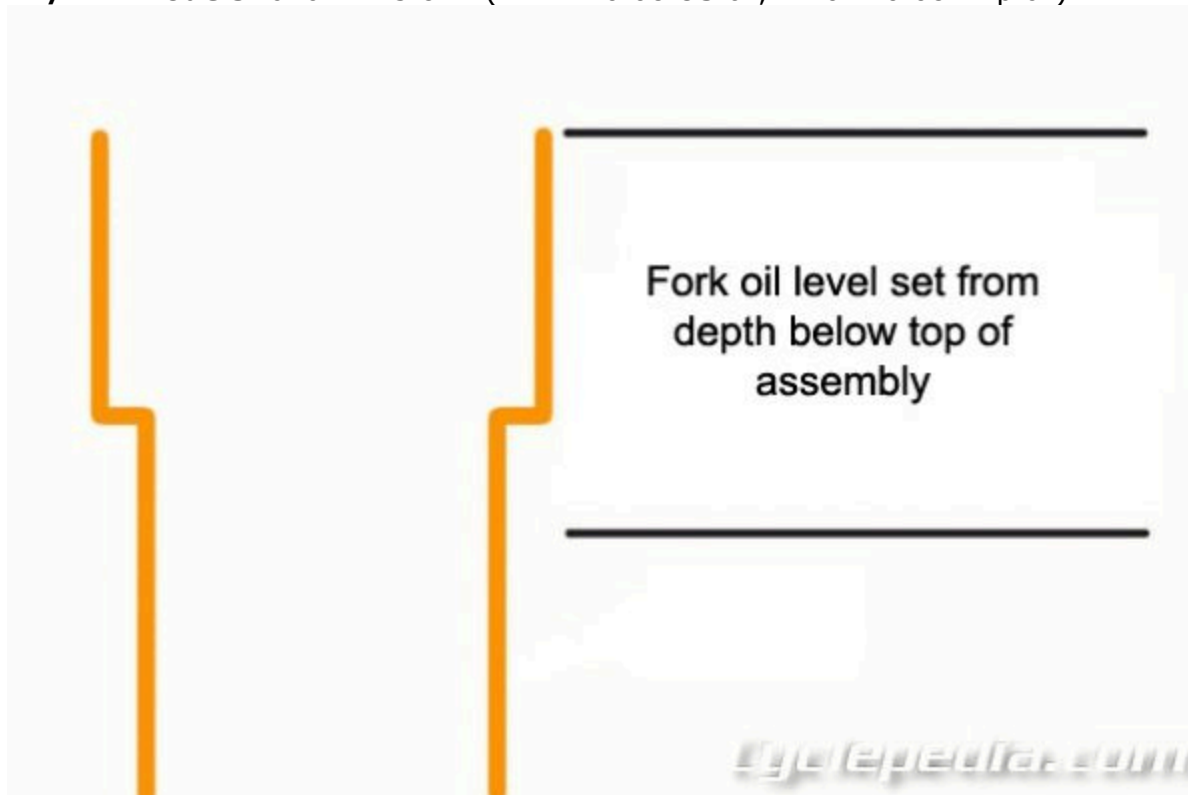 Fork oil level set from
depth below top of
assembly
Cyclepedia.com